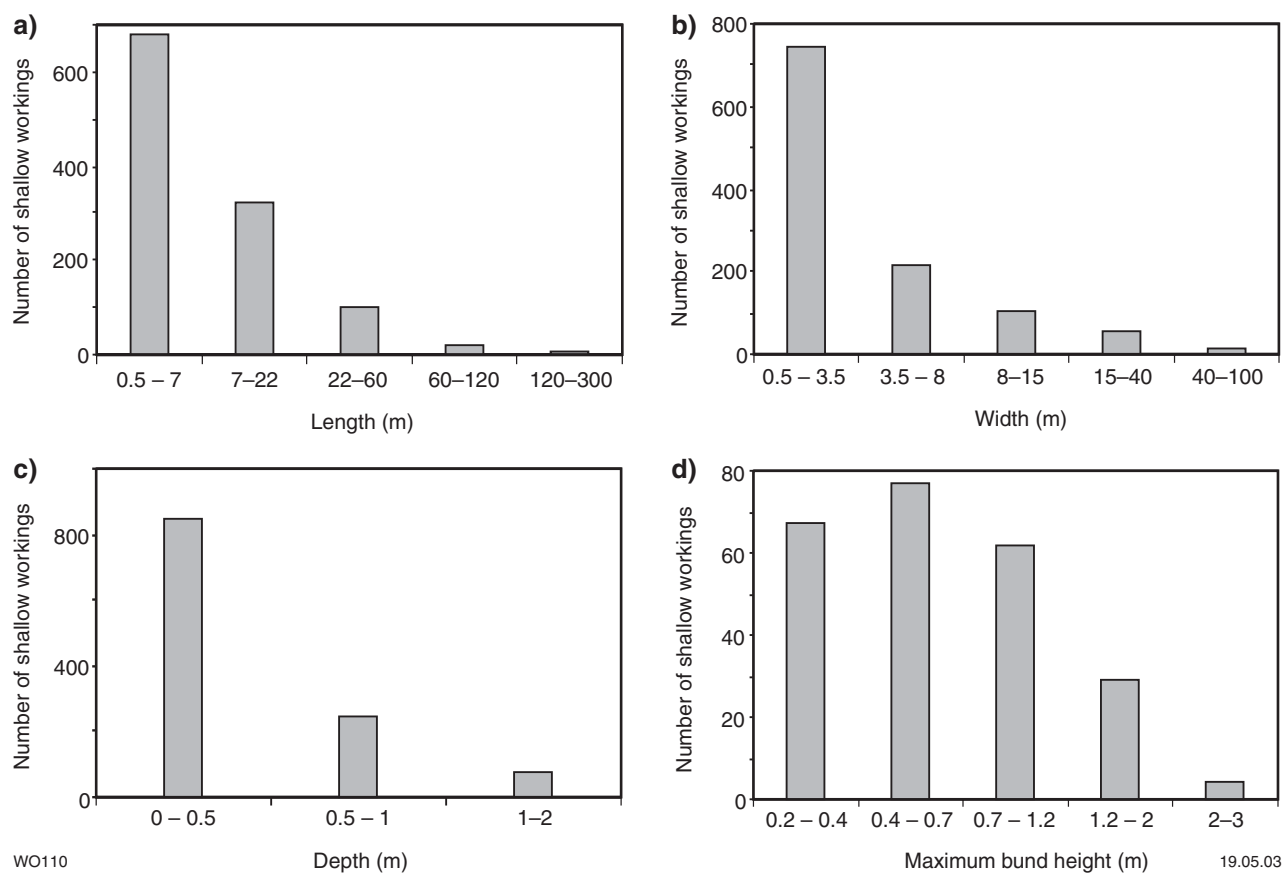 a)
Number of shallow workings
600
400
200
0
0.5 – 7 7–22 22–60 60–120 120–300
Length (m)
b)
Number of shallow workings
800
600
400
200
0
0.5 – 3.5 3.5 – 8 8–15 15–40 40–100
Width (m)
c)
Number of shallow workings
800
400
0
0 – 0.5 0.5 – 1 1–2
Depth (m)
d)
Number of shallow workings
80
60
40
20
0
0.2 – 0.4 0.4 – 0.7 0.7 – 1.2 1.2 – 2 2–3
Maximum bund height (m)
WO110
19.05.03